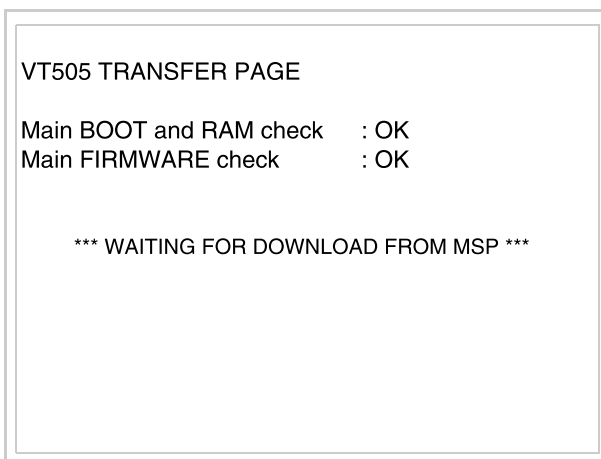 VT505 TRANSFER PAGE
Main BOOT and RAM check : OK
Main FIRMWARE check : OK
*** WAITING FOR DOWNLOAD FROM MSP ***